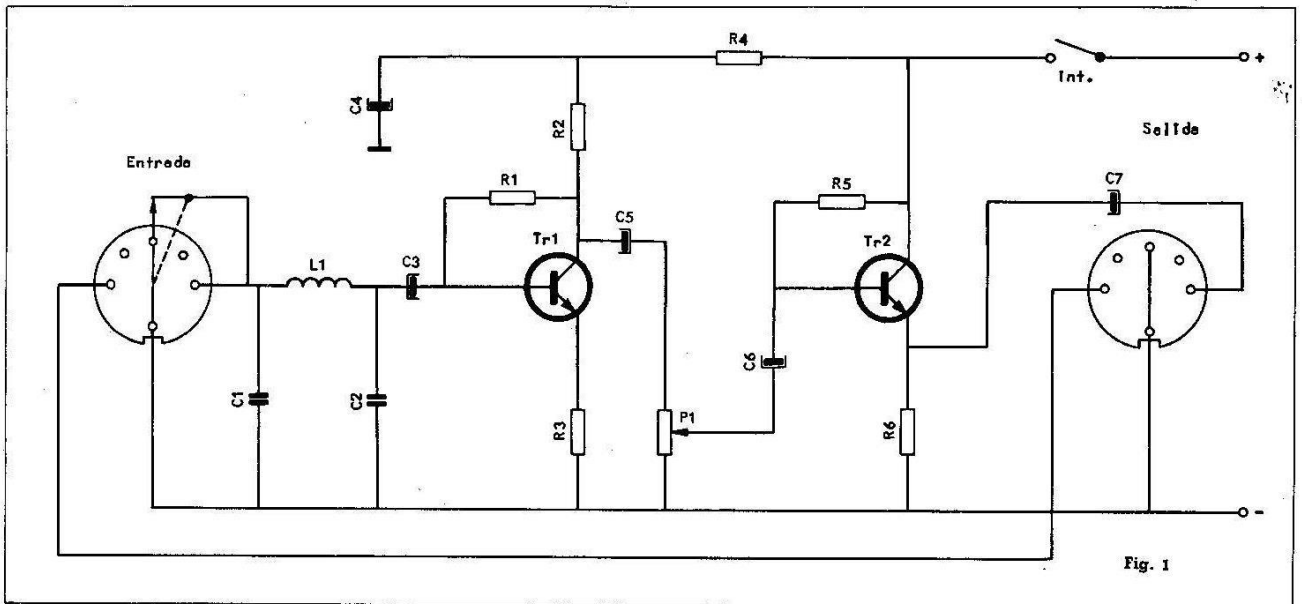 R4
Int.
+
C4
R2
Salida
Entrada
R1
C7
R5
C5
Tr1
Tr2
L1
C3
C6
C1
C2
R3
P1
R6
-
Fig. 1